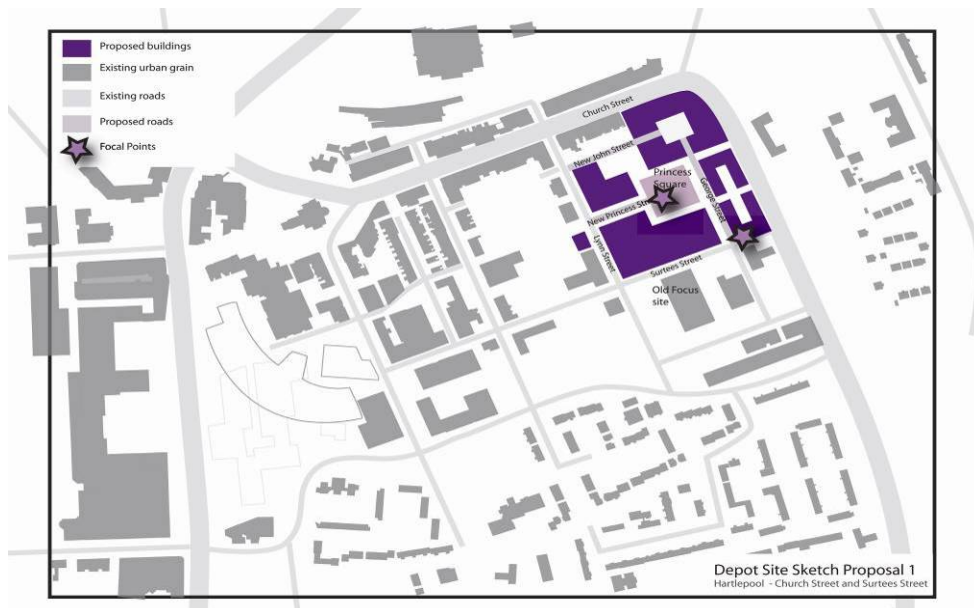 Proposed buildings
Existing urban grain
Existing roads
Proposed roads
Focal Points
Church Street
New John Street
Princess
Square
George Street
New Princess Stre
Lynn Street
Surtees Street
Old Focus
site
Depot Site Sketch Proposal 1
Hartlepool - Church Street and Surtees Street